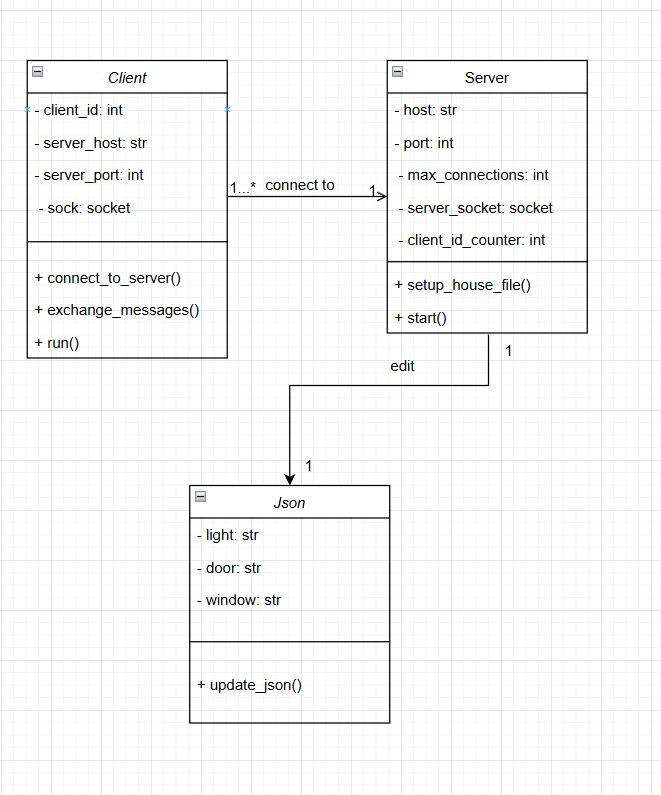 Client
- client_id: int
- server_host: str
- server_port: int
- sock: socket
+ connect_to_server()
+ exchange_messages()
+ run()
1...* connect to 1
Server
- host: str
- port: int
- max_connections: int
- server_socket: socket
- client_id_counter: int
+ setup_house_file()
+ start()
1
edit
1
Json
- light: str
- door: str
- window: str
+ update_json()